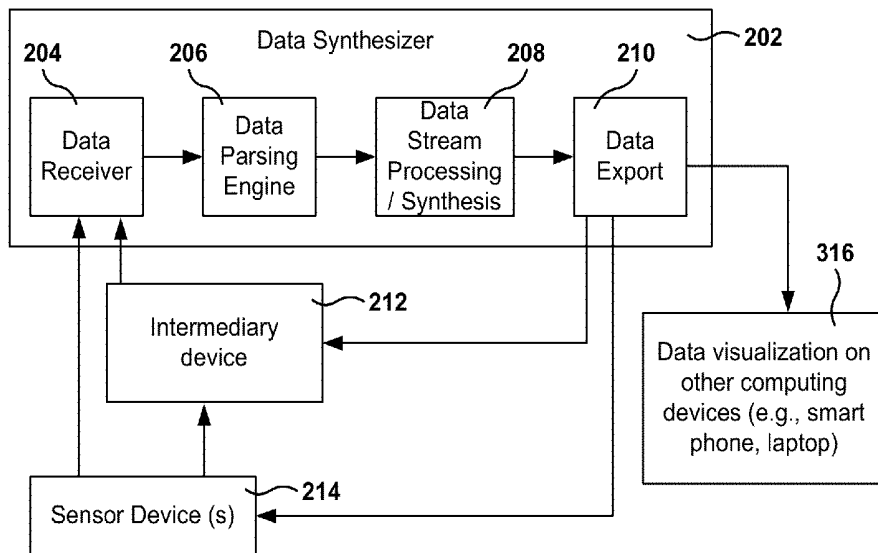 Data Synthesizer
202
204
206
208
210
Data
Receiver
Data
Parsing
Engine
Data
Stream
Processing
/ Synthesis
Data
Export
316
212
Intermediary
device
Data visualization on
other computing
devices (e.g., smart
phone, laptop)
214
Sensor Device (s)